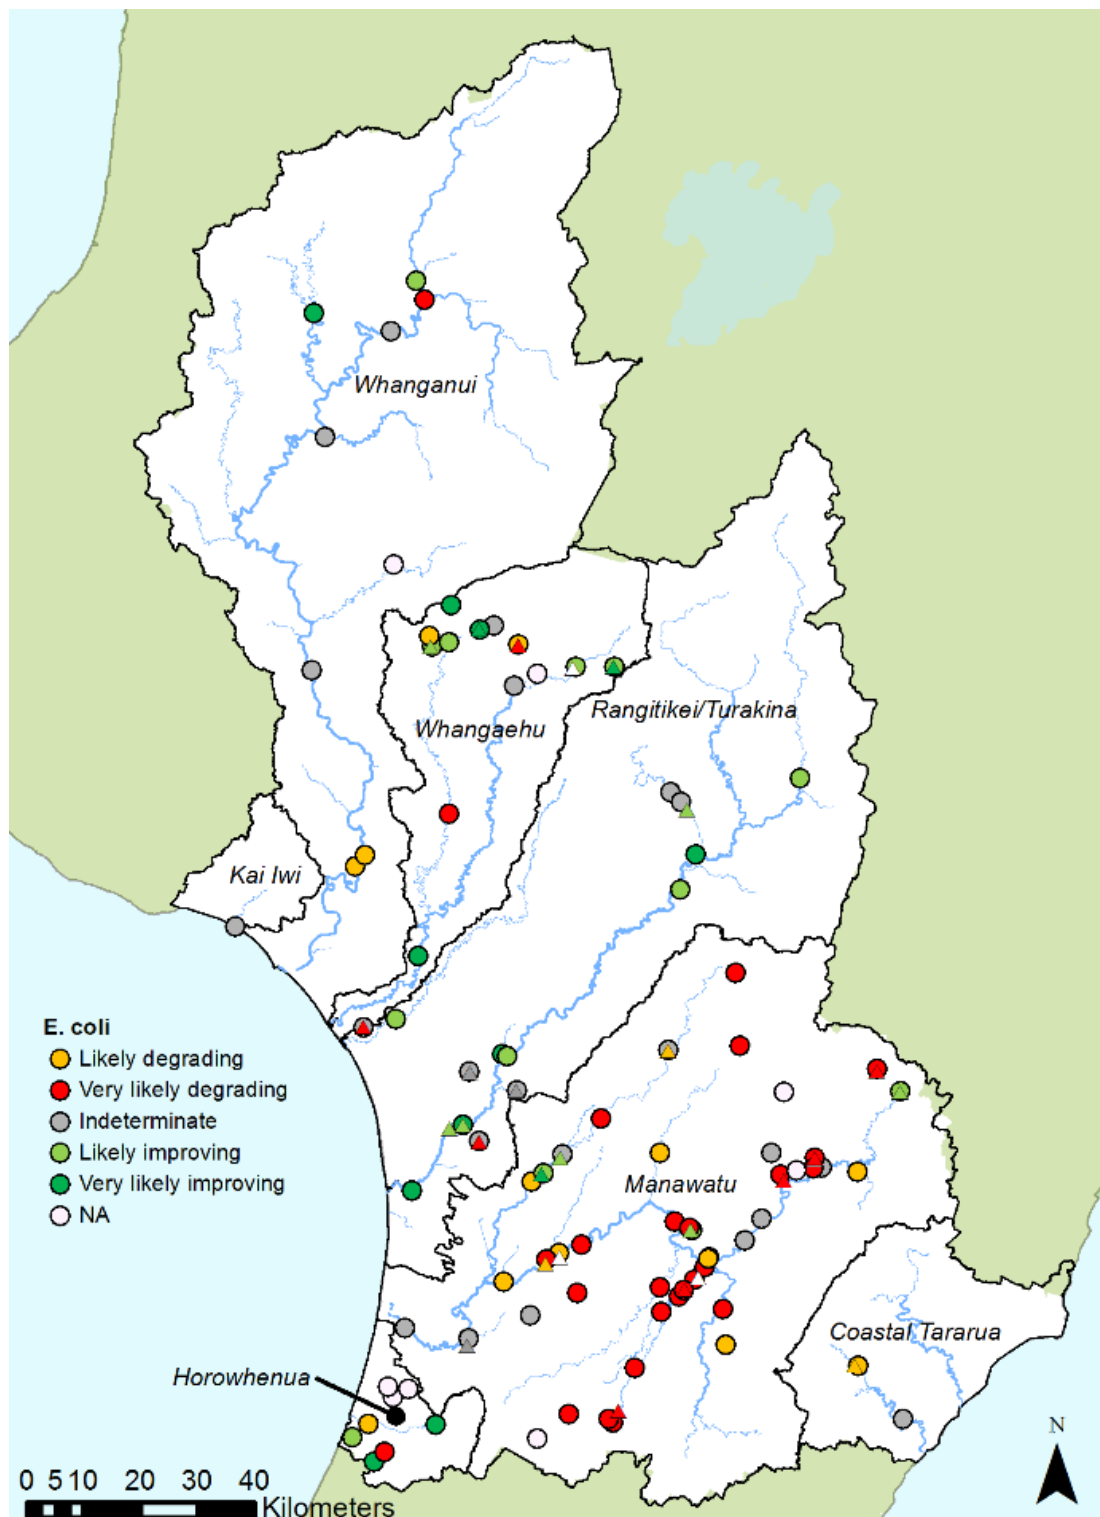 Whanganui
Whangaehu
Rangitikei/Turakina
Kai Iwi
E. coli
Likely degrading
Very likely degrading
Indeterminate
Likely improving
Very likely improving
NA
Manawatu
Coastal Tararua
Horowhenua
N
0 5 10 20 30 40
Kilometers